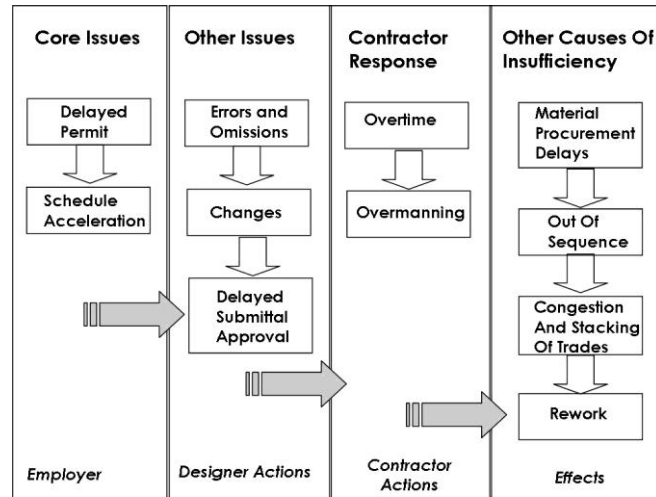 Core Issues
Delayed
Permit
Schedule
Acceleration
Employer
Other Issues
Errors and
Omissions
Changes
Delayed
Submittal
Approval
Designer Actions
Contractor
Response
Overtime
Overmanning
Contractor
Actions
Other Causes Of
Insufficiency
Material
Procurement
Delays
Out Of
Sequence
Congestion
And Stacking
Of Trades
Rework
Effects